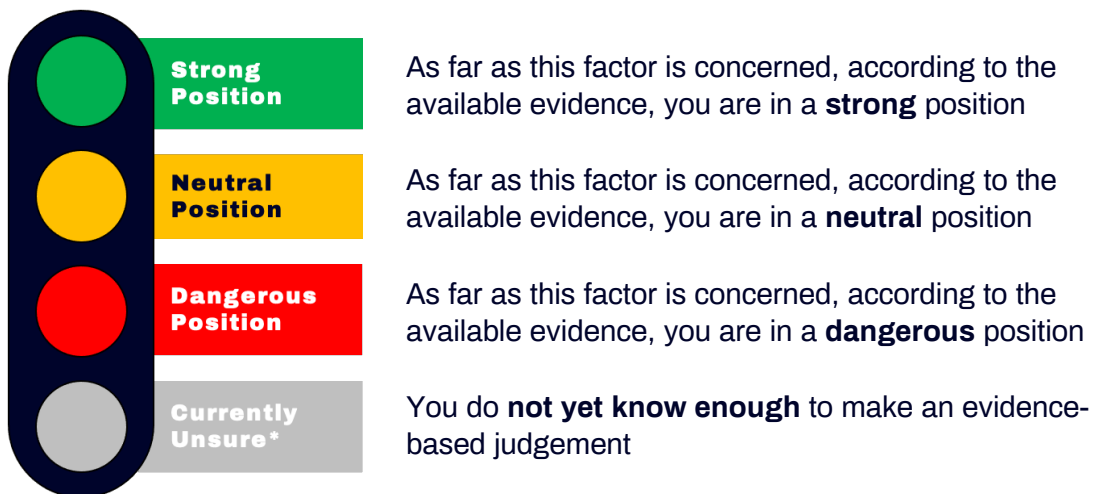 Strong
Position
As far as this factor is concerned, according to the
available evidence, you are in a strong position
Neutral
Position
As far as this factor is concerned, according to the
available evidence, you are in a neutral position
Dangerous
Position
As far as this factor is concerned, according to the
available evidence, you are in a dangerous position
Currently
Unsure*
You do not yet know enough to make an evidence-
based judgement